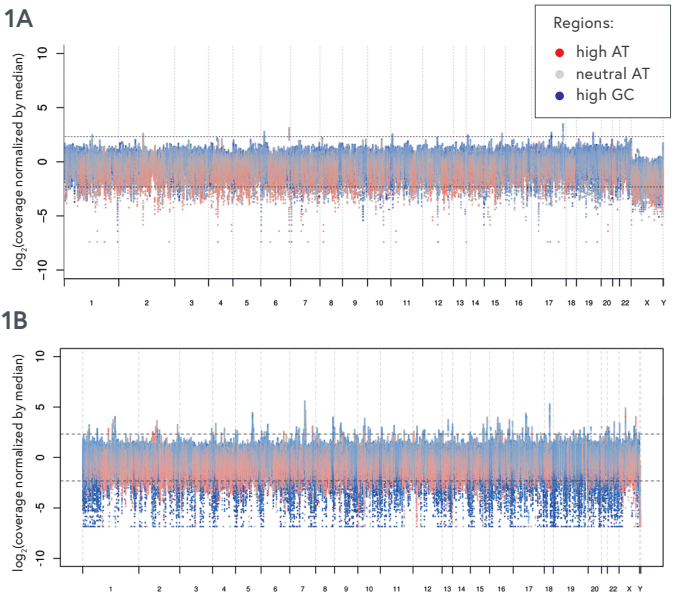 1A
Regions:
high AT
neutral AT
high GC
log2(coverage normalized by median)
10
5
0
−5
−10
1 2 3 4 5 6 7 8 9 10 11 12 13 14 15 16 17 18 19 20 22 X Y
1B
log2(coverage normalized by median)
10
5
0
−5
−10
1 2 3 4 5 6 7 8 9 10 11 12 13 14 15 16 17 18 19 20 22 X Y